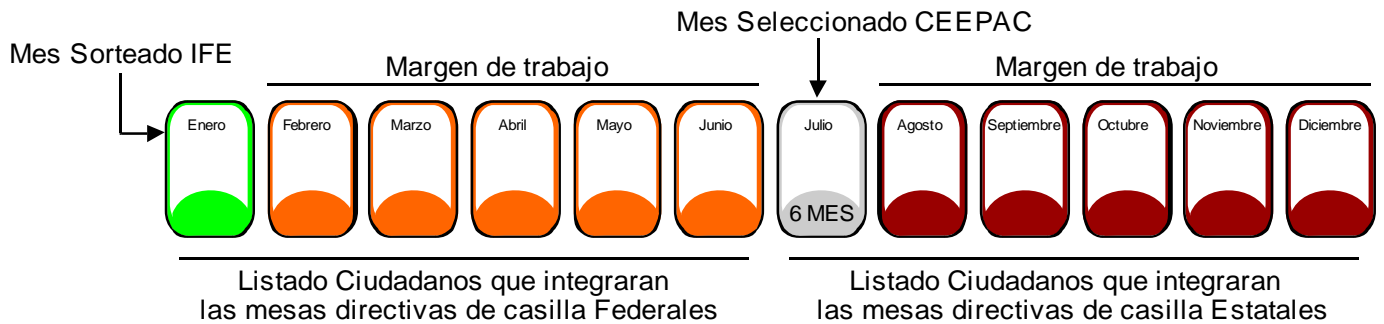 Mes Seleccionado CEEPAC
Mes Sorteado IFE
Margen de trabajo
Margen de trabajo
Enero
Febrero
Marzo
Abril
Mayo
Junio
Julio
Agosto
Septiembre
Octubre
Noviembre
Diciembre
6 MES
Listado Ciudadanos que integraran
las mesas directivas de casilla Federales
Listado Ciudadanos que integraran
las mesas directivas de casilla Estatales